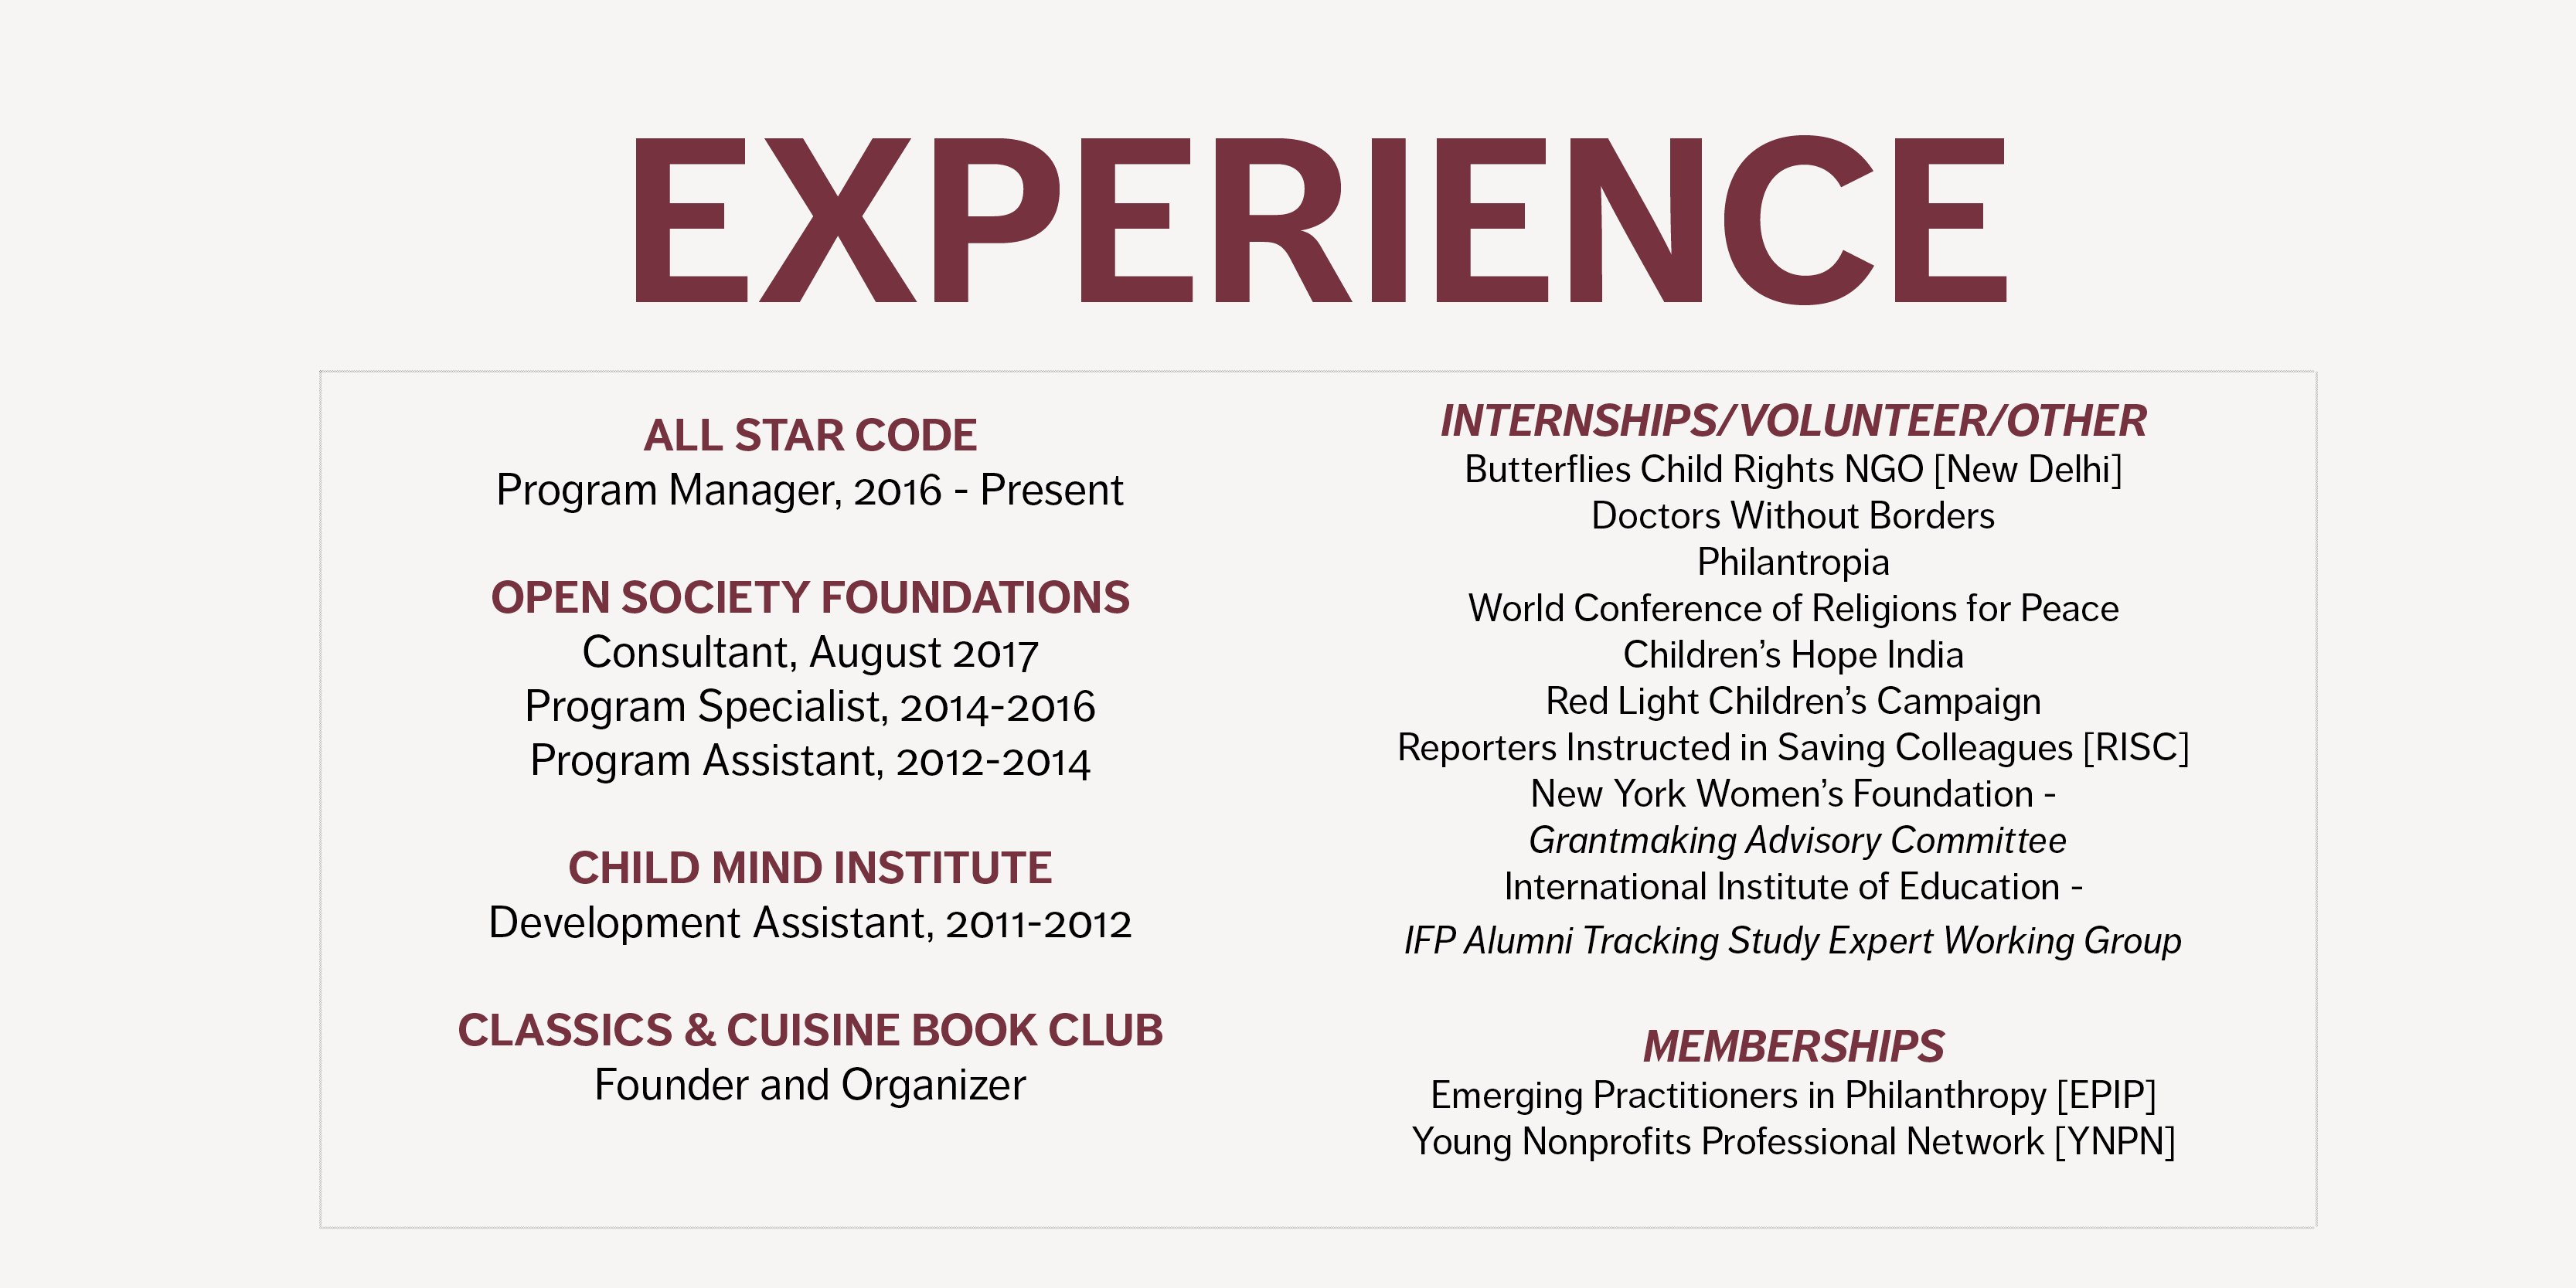 EXPERIENCE
ALL STAR CODE
Program Manager, 2016 - Present
OPEN SOCIETY FOUNDATIONS
Consultant, August 2017
Program Specialist, 2014-2016
Program Assistant, 2012-2014
CHILD MIND INSTITUTE
Development Assistant, 2011-2012
CLASSICS & CUISINE BOOK CLUB
Founder and Organizer
INTERNSHIPS/VOLUNTEER/OTHER
Butterflies Child Rights NGO [New Delhi]
Doctors Without Borders
Philantropia
World Conference of Religions for Peace
Children’s Hope India
Red Light Children’s Campaign
Reporters Instructed in Saving Colleagues [RISC]
New York Women’s Foundation -
Grantmaking Advisory Committee
International Institute of Education -
IFP Alumni Tracking Study Expert Working Group
MEMBERSHIPS
Emerging Practitioners in Philanthropy [EPIP]
Young Nonprofits Professional Network [YNPN]